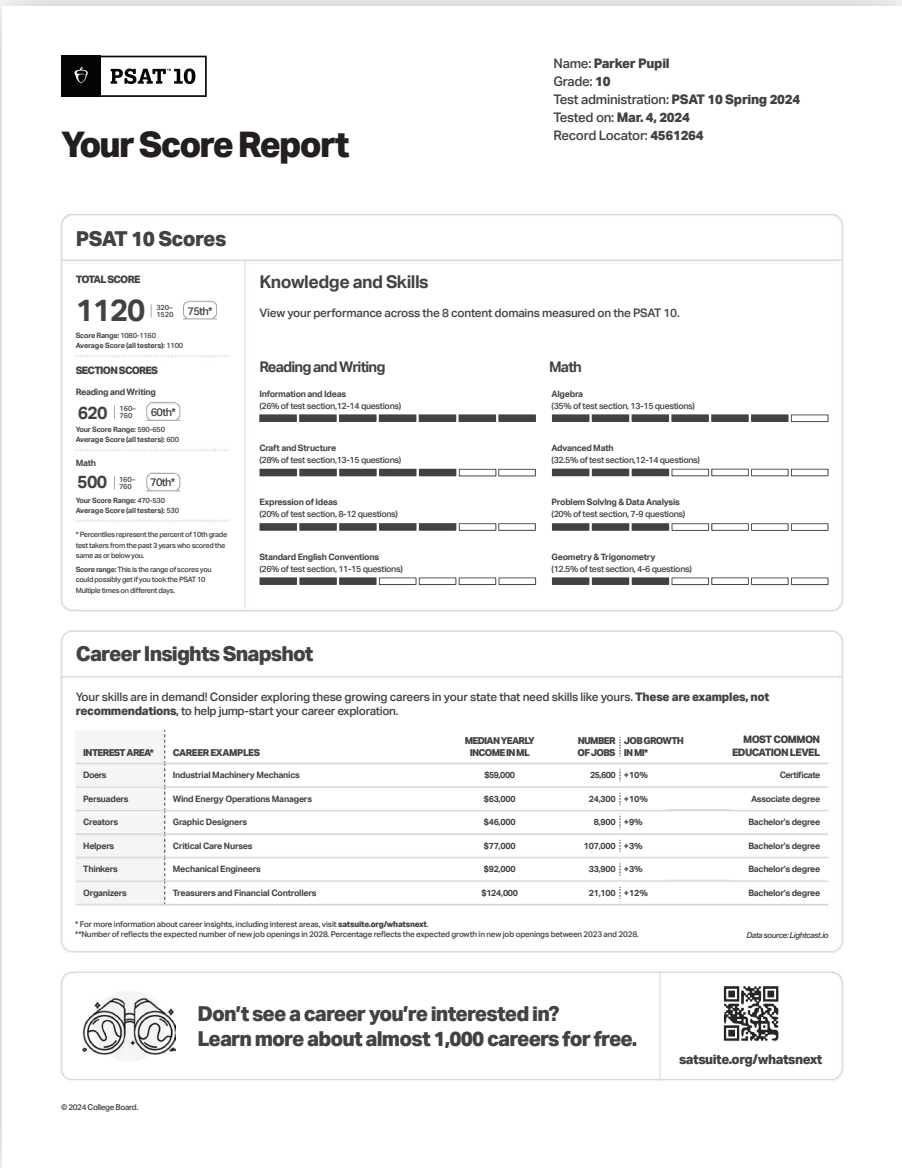 PSAT™10
Your Score Report
Name: Parker Pupil
Grade: 10
Test administration: PSAT 10 Spring 2024
Tested on: Mar. 4, 2024
Record Locator: 4561264
PSAT 10 Scores
TOTAL SCORE
1120 320–1520 75th*
Score Range: 1080-1160
Average Score (all testers): 1100
SECTION SCORES
Reading and Writing
620 160–760 60th*
Your Score Range: 590-650
Average Score (all testers): 600
Math
500 160–760 70th*
Your Score Range: 470-530
Average Score (all testers): 530
* Percentiles represent the percent of 10th grade
test takers from the past 3 years who scored the
same as or below you.
Score range: This is the range of scores you
could possibly get if you took the PSAT 10
Multiple times on different days.
Knowledge and Skills
View your performance across the 8 content domains measured on the PSAT 10.
Reading and Writing
Information and Ideas
(26% of test section,12-14 questions)
Craft and Structure
(28% of test section,13-15 questions)
Expression of Ideas
(20% of test section, 8-12 questions)
Standard English Conventions
(26% of test section, 11-15 questions)
Math
Algebra
(35% of test section, 13-15 questions)
Advanced Math
(32.5% of test section,12-14 questions)
Problem Solving & Data Analysis
(20% of test section, 7-9 questions)
Geometry & Trigonometry
(12.5% of test section, 4-6 questions)
Career Insights Snapshot
Your skills are in demand! Consider exploring these growing careers in your state that need skills like yours. These are examples, not
recommendations, to help jump-start your career exploration.
INTEREST AREA* CAREER EXAMPLES MEDIAN YEARLY INCOME IN ML NUMBER OF JOBS JOB GROWTH IN MI* MOST COMMON EDUCATION LEVEL
Doers Industrial Machinery Mechanics $59,000 25,600 +10% Certificate
Persuaders Wind Energy Operations Managers $63,000 24,300 +10% Associate degree
Creators Graphic Designers $46,000 8,900 +9% Bachelor's degree
Helpers Critical Care Nurses $77,000 107,000 +3% Bachelor's degree
Thinkers Mechanical Engineers $92,000 33,900 +3% Bachelor's degree
Organizers Treasurers and Financial Controllers $124,000 21,100 +12% Bachelor's degree
* For more information about career insights, including interest areas, visit satsuite.org/whatsnext.
**Number of reflects the expected number of new job openings in 2028. Percentage reflects the expected growth in new job openings between 2023 and 2028.
Data source: Lightcast.io
Don't see a career you're interested in?
Learn more about almost 1,000 careers for free.
satsuite.org/whatsnext
© 2024 College Board.